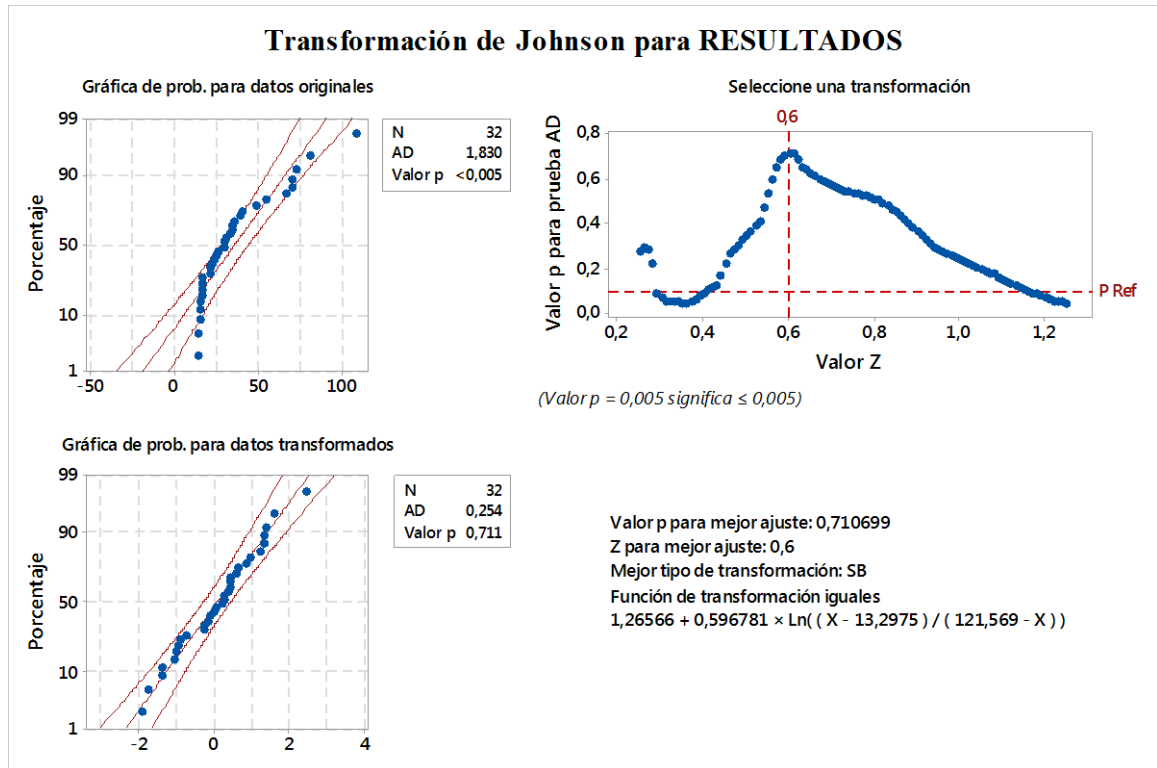 Transformación de Johnson para RESULTADOS
Gráfica de prob. para datos originales
Porcentaje
99
90
50
10
1
-50
0
50
100
N 32
AD 1,830
Valor p <0,005
Seleccione una transformación
0,6
Valor p para prueba AD
0,8
0,6
0,4
0,2
0,0
0,2
0,4
0,6
0,8
1,0
1,2
P Ref
Valor Z
(Valor p = 0,005 significa ≤ 0,005)
Gráfica de prob. para datos transformados
Porcentaje
99
90
50
10
1
-2
0
2
4
N 32
AD 0,254
Valor p 0,711
Valor p para mejor ajuste: 0,710699
Z para mejor ajuste: 0,6
Mejor tipo de transformación: SB
Función de transformación iguales
1,26566 + 0,596781 × Ln( ( X - 13,2975 ) / ( 121,569 - X ) )